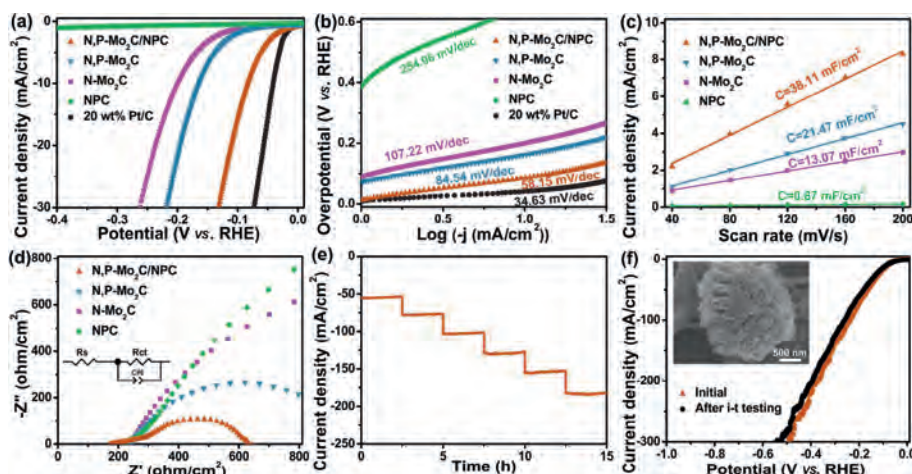 (a)
Current density (mA/cm²)
0
-10
-20
-30
N,P-Mo₂C/NPC
N,P-Mo₂C
N-Mo₂C
NPC
20 wt% Pt/C
-0.4 -0.3 -0.2 -0.1 0.0
Potential (V vs. RHE)
(b)
Overpotential (V vs. RHE)
0.6
0.4
0.2
0.0
254.96 mV/dec
N,P-Mo₂C/NPC
N,P-Mo₂C
N-Mo₂C
NPC
20 wt% Pt/C
107.22 mV/dec
84.54 mV/dec
58.15 mV/dec
34.63 mV/dec
0.0 0.5 1.0 1.5
Log (-j (mA/cm²))
(c)
Current density (mA/cm²)
10
8
6
4
2
0
N,P-Mo₂C/NPC
N,P-Mo₂C
N-Mo₂C
NPC
C=38.11 mF/cm²
C=21.47 mF/cm²
C=13.07 mF/cm²
C=0.67 mF/cm²
40 80 120 160 200
Scan rate (mV/s)
(d)
-Z'' (ohm/cm²)
800
600
400
200
0
N,P-Mo₂C/NPC
N,P-Mo₂C
N-Mo₂C
NPC
Rs
Rct
CPE
0 200 400 600 800
Z' (ohm/cm²)
(e)
Current density (mA/cm²)
0
-50
-100
-150
-200
-250
0 5 10 15
Time (h)
(f)
Current density (mA/cm²)
0
-100
-200
-300
500 nm
Initial
After i-t testing
-1.0 -0.8 -0.6 -0.4 -0.2 0.0
Potential (V vs. RHE)